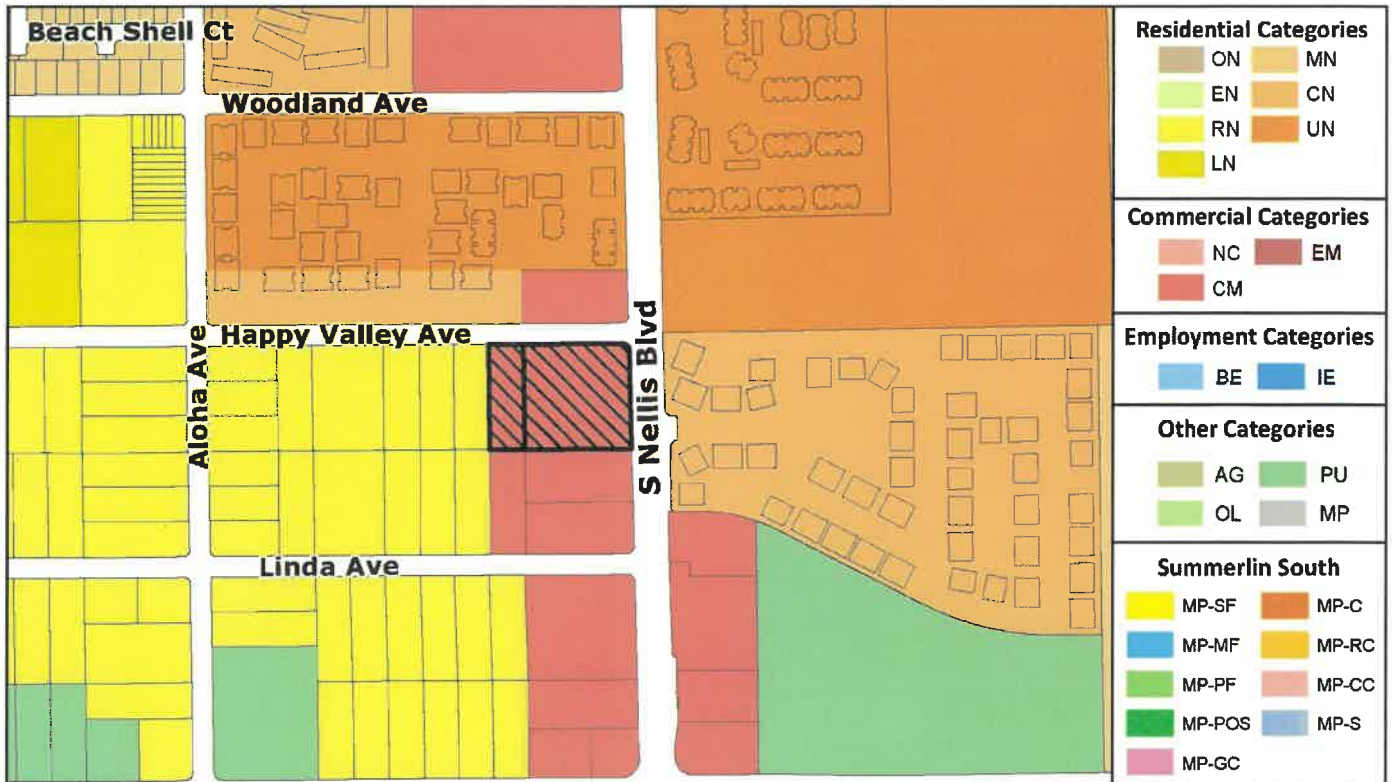 Beach Shell Ct
Woodland Ave
Happy Valley Ave
Aloha Ave
S Nellis Blvd
Linda Ave
Residential Categories
ON MN
EN CN
RN UN
LN
Commercial Categories
NC EM
CM
Employment Categories
BE IE
Other Categories
AG PU
OL MP
Summerlin South
MP-SF MP-C
MP-MF MP-RC
MP-PF MP-CC
MP-POS MP-S
MP-GC